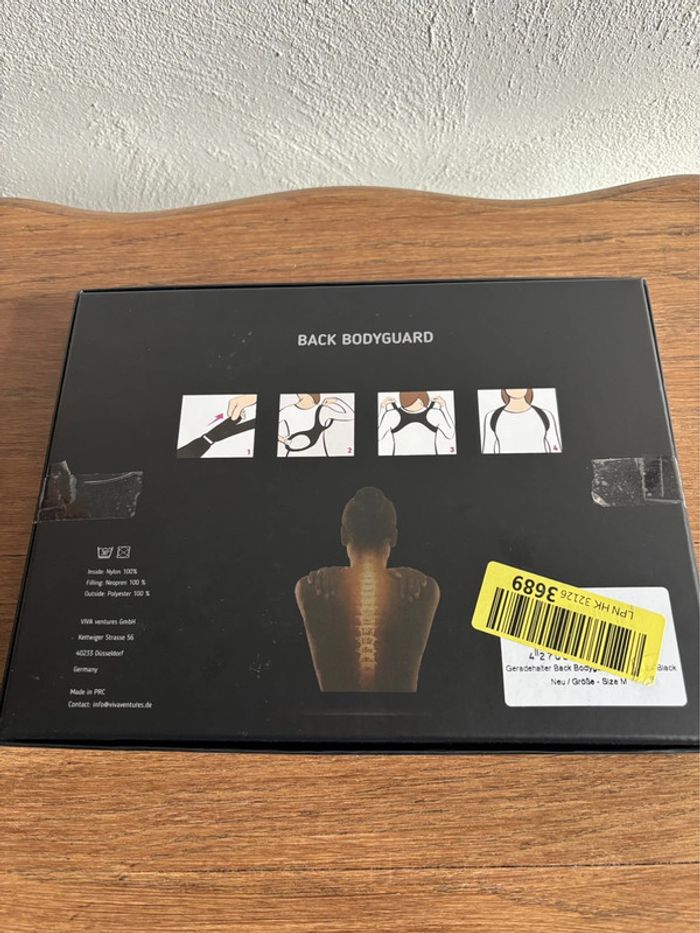 BACK BODYGUARD
1
2
3
4
Inside: Nylon 100%
Filling: Neopren 100 %
Outside: Polyester 100 %
VIVA ventures GmbH
Kettwiger Strasse 56
40233 Düsseldorf
Germany
Made in PRC
Contact: info@vivaventures.de
LPN HK 32126 3689
Geradehalter Back Black
Neu / Größe - Size M